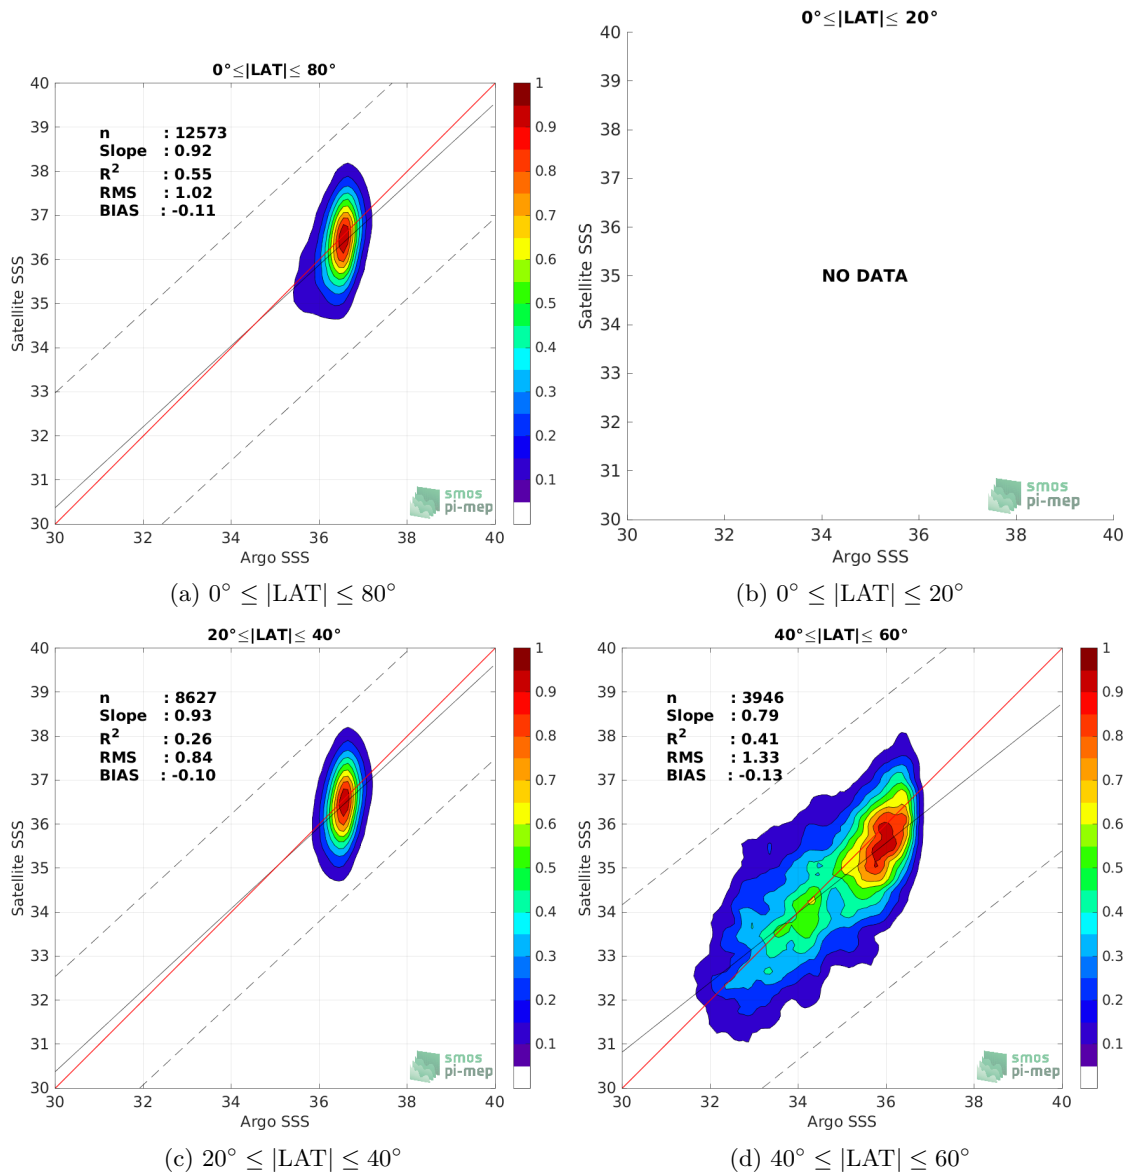 0°≤|LAT|≤ 80°
40
39
38
37
36
35
34
33
32
31
30
n : 12573
Slope : 0.92
R² : 0.55
RMS : 1.02
BIAS : -0.11
Satellite SSS
30 32 34 36 38 40
Argo SSS
smos
pi-mep
1
0.9
0.8
0.7
0.6
0.5
0.4
0.3
0.2
0.1
(a) 0° ≤ |LAT| ≤ 80°
0°≤|LAT|≤ 20°
40
39
38
37
36
35
34
33
32
31
30
Satellite SSS
NO DATA
smos
pi-mep
30 32 34 36 38 40
Argo SSS
(b) 0° ≤ |LAT| ≤ 20°
20°≤|LAT|≤ 40°
40
39
38
37
36
35
34
33
32
31
30
n : 8627
Slope : 0.93
R² : 0.26
RMS : 0.84
BIAS : -0.10
Satellite SSS
30 32 34 36 38 40
Argo SSS
smos
pi-mep
1
0.9
0.8
0.7
0.6
0.5
0.4
0.3
0.2
0.1
(c) 20° ≤ |LAT| ≤ 40°
40°≤|LAT|≤ 60°
40
39
38
37
36
35
34
33
32
31
30
n : 3946
Slope : 0.79
R² : 0.41
RMS : 1.33
BIAS : -0.13
Satellite SSS
30 32 34 36 38 40
Argo SSS
smos
pi-mep
1
0.9
0.8
0.7
0.6
0.5
0.4
0.3
0.2
0.1
(d) 40° ≤ |LAT| ≤ 60°